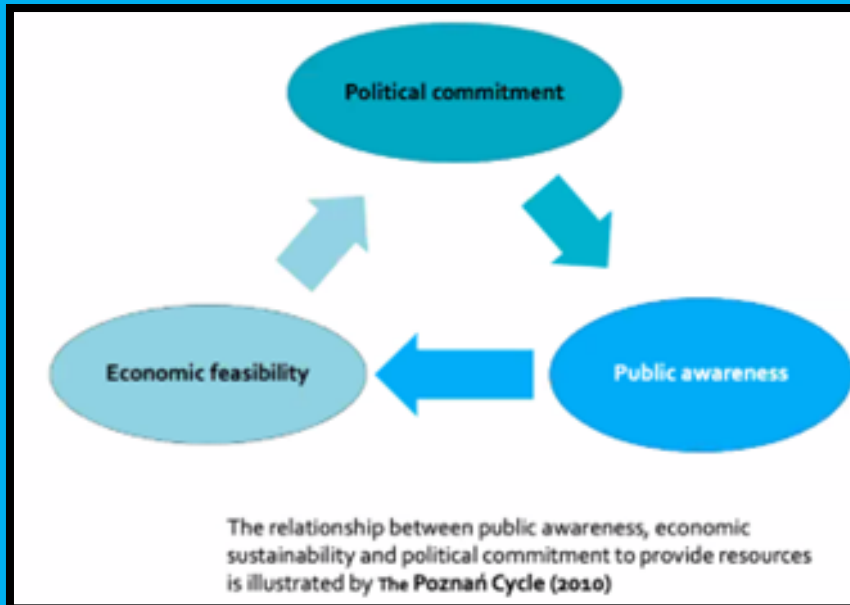 Political commitment
Economic feasibility
Public awareness
The relationship between public awareness, economic
sustainability and political commitment to provide resources
is illustrated by The Poznań Cycle (2010)